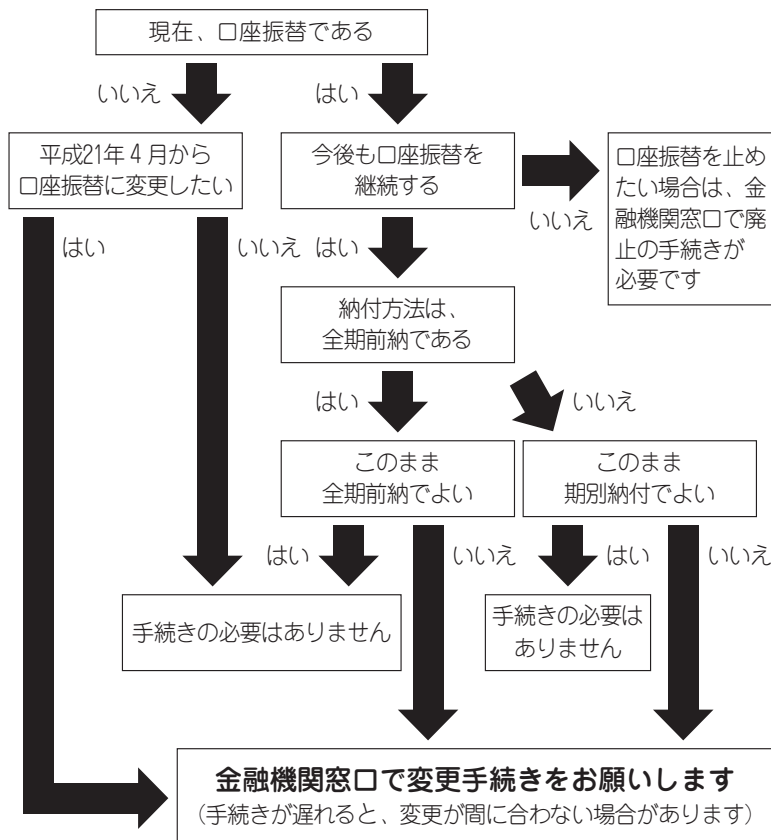 現在、口座振替である
いいえ
はい
平成21年4月から
口座振替に変更したい
今後も口座振替を
継続する
いいえ
口座振替を止め
たい場合は、金
融機関窓口で廃
止の手続きが
必要です
はい
いいえ
はい
納付方法は、
全期前納である
はい
いいえ
このまま
全期前納でよい
このまま
期別納付でよい
はい
いいえ
はい
いいえ
手続きの必要はありません
手続きの必要は
ありません
金融機関窓口で変更手続きをお願いします
（手続きが遅れると、変更が間に合わない場合があります）